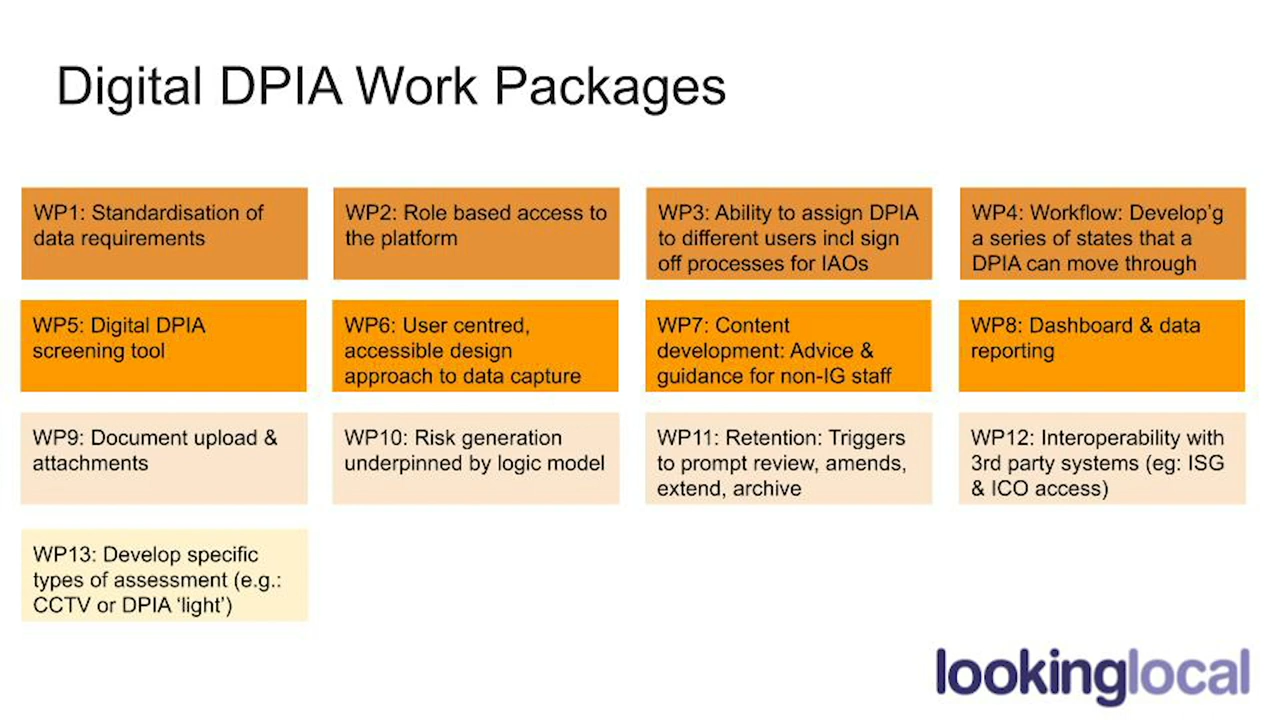 Digital DPIA Work Packages
WP1: Standardisation of
data requirements
WP2: Role based access to
the platform
WP3: Ability to assign DPIA
to different users incl sign
off processes for IAOs
WP4: Workflow: Develop’g
a series of states that a
DPIA can move through
WP5: Digital DPIA
screening tool
WP6: User centred,
accessible design
approach to data capture
WP7: Content
development: Advice &
guidance for non-IG staff
WP8: Dashboard & data
reporting
WP9: Document upload &
attachments
WP10: Risk generation
underpinned by logic model
WP11: Retention: Triggers
to prompt review, amends,
extend, archive
WP12: Interoperability with
3rd party systems (eg: ISG
& ICO access)
WP13: Develop specific
types of assessment (e.g.:
CCTV or DPIA ‘light’)
lookinglocal